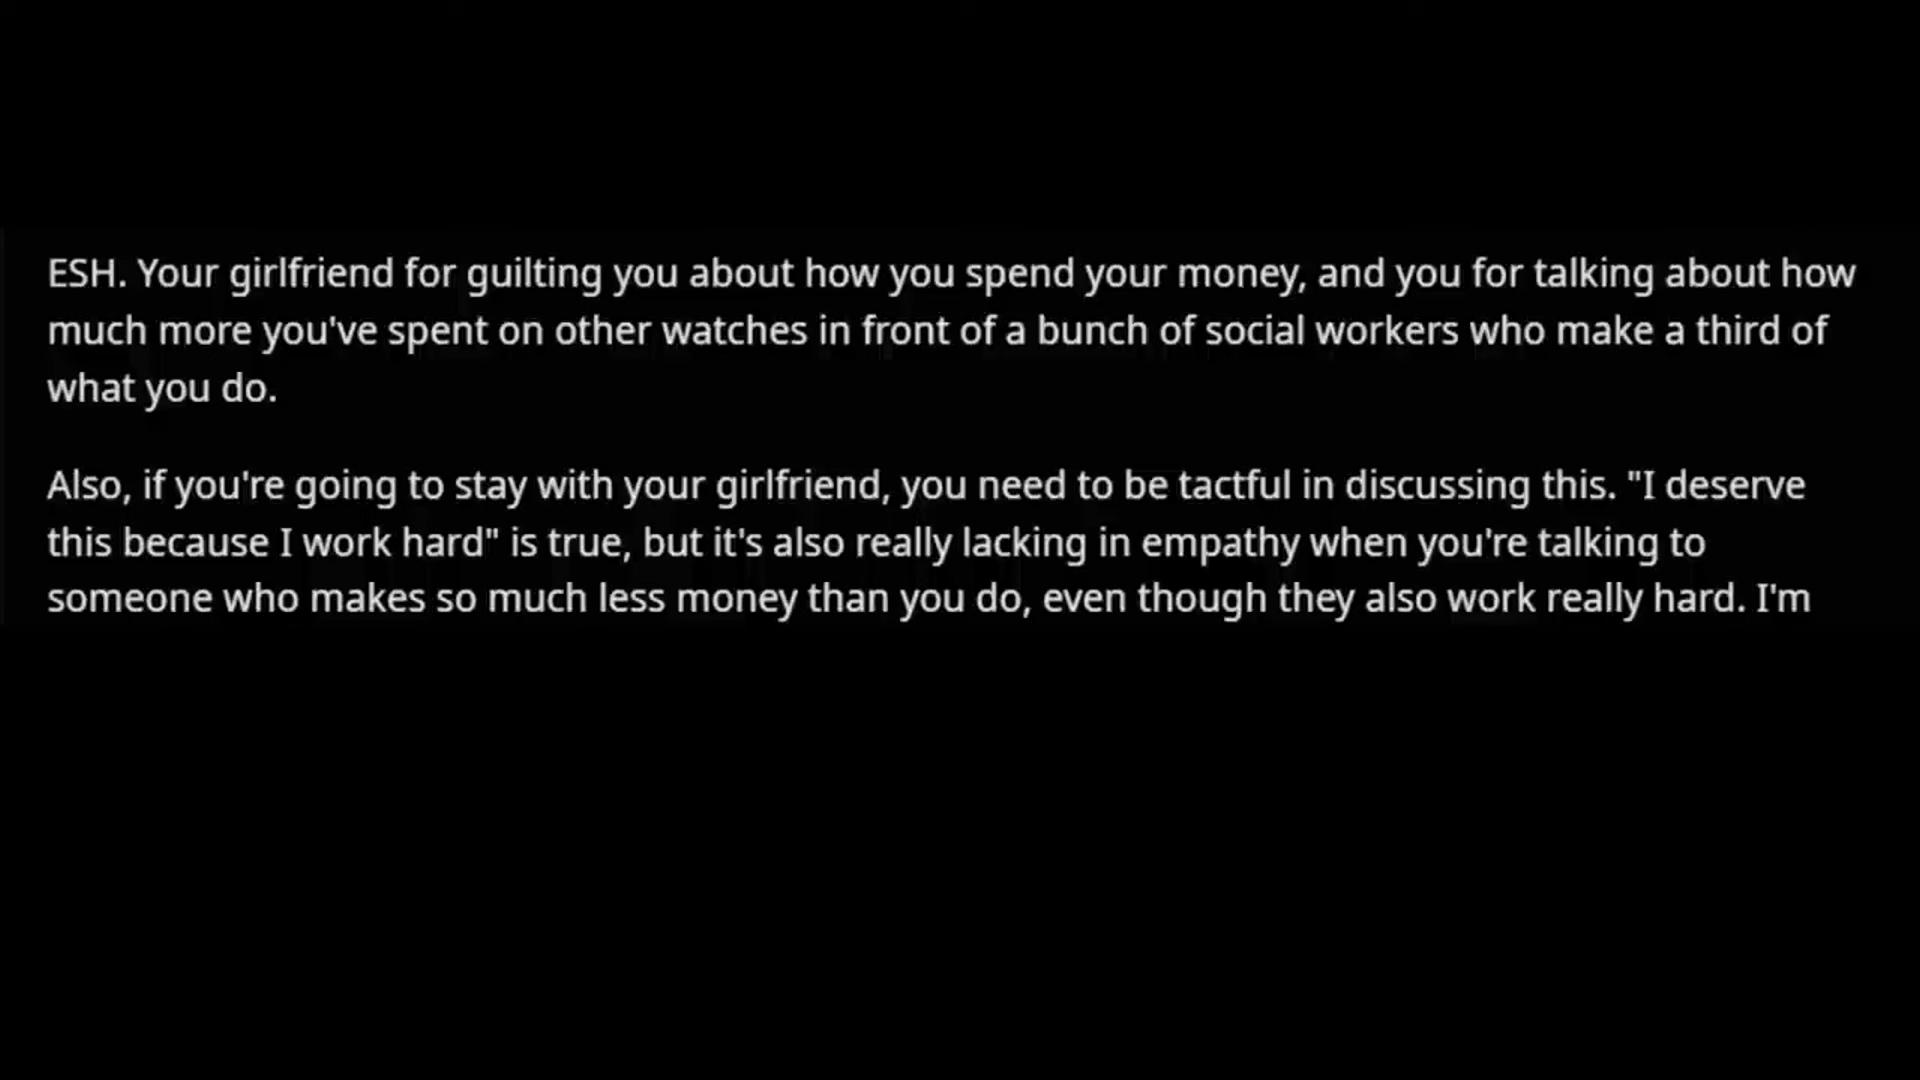 ESH. Your girlfriend for guilting you about how you spend your money, and you for talking about how
much more you've spent on other watches in front of a bunch of social workers who make a third of
what you do.
Also, if you're going to stay with your girlfriend, you need to be tactful in discussing this. "I deserve
this because I work hard" is true, but it's also really lacking in empathy when you're talking to
someone who makes so much less money than you do, even though they also work really hard. I'm